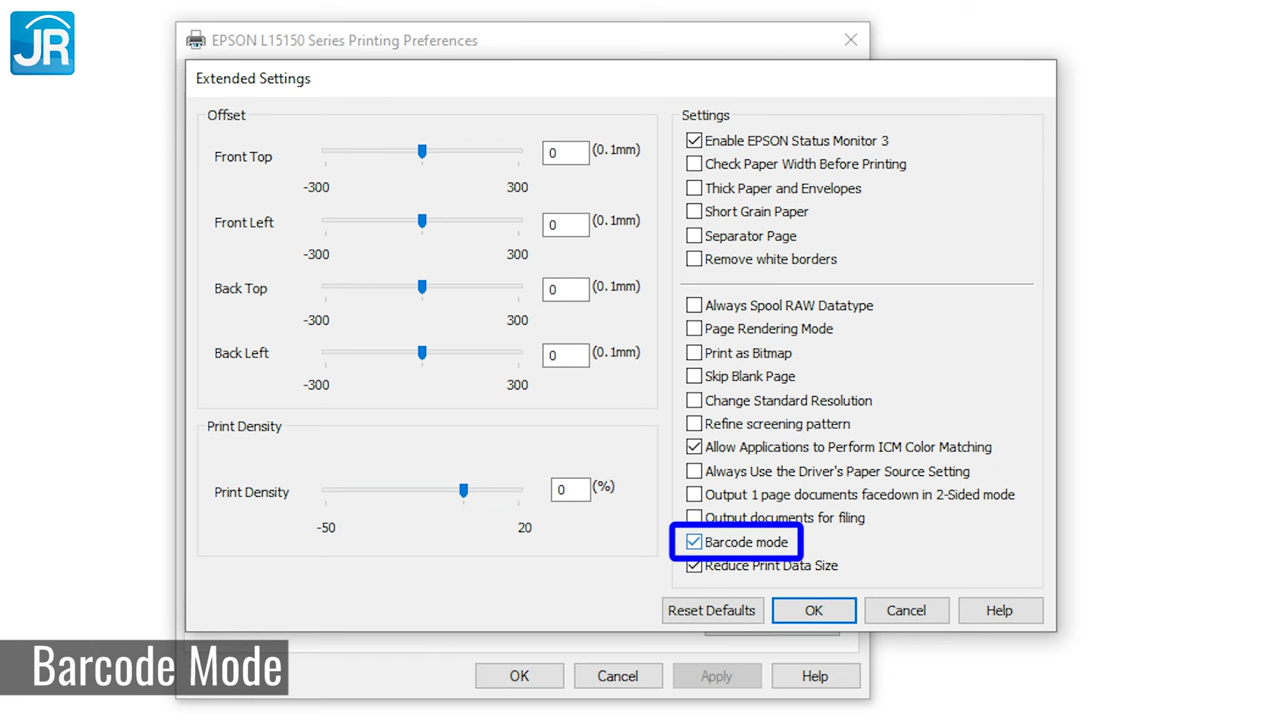 JR
EPSON L15150 Series Printing Preferences
Extended Settings
Offset
Front Top
0
(0.1mm)
-300
300
Front Left
0
(0.1mm)
-300
300
Back Top
0
(0.1mm)
-300
300
Back Left
0
(0.1mm)
-300
300
Print Density
Print Density
0
(%)
-50
20
Settings
Enable EPSON Status Monitor 3
Check Paper Width Before Printing
Thick Paper and Envelopes
Short Grain Paper
Separator Page
Remove white borders
Always Spool RAW Datatype
Page Rendering Mode
Print as Bitmap
Skip Blank Page
Change Standard Resolution
Refine screening pattern
Allow Applications to Perform ICM Color Matching
Always Use the Driver's Paper Source Setting
Output 1 page documents facedown in 2-Sided mode
Output documents for filing
Barcode mode
Reduce Print Data Size
Reset Defaults
OK
Cancel
Help
Barcode Mode
OK
Cancel
Apply
Help